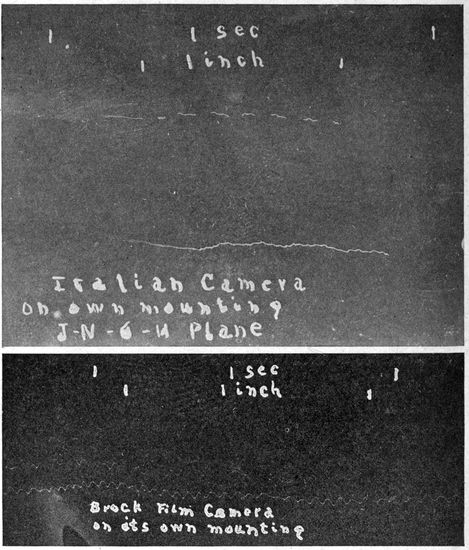 1 sec
1 inch
Italian Camera
on own mounting
J-N-6-H Plane
1 sec
1 inch
Brock Film Camera
on its own mounting